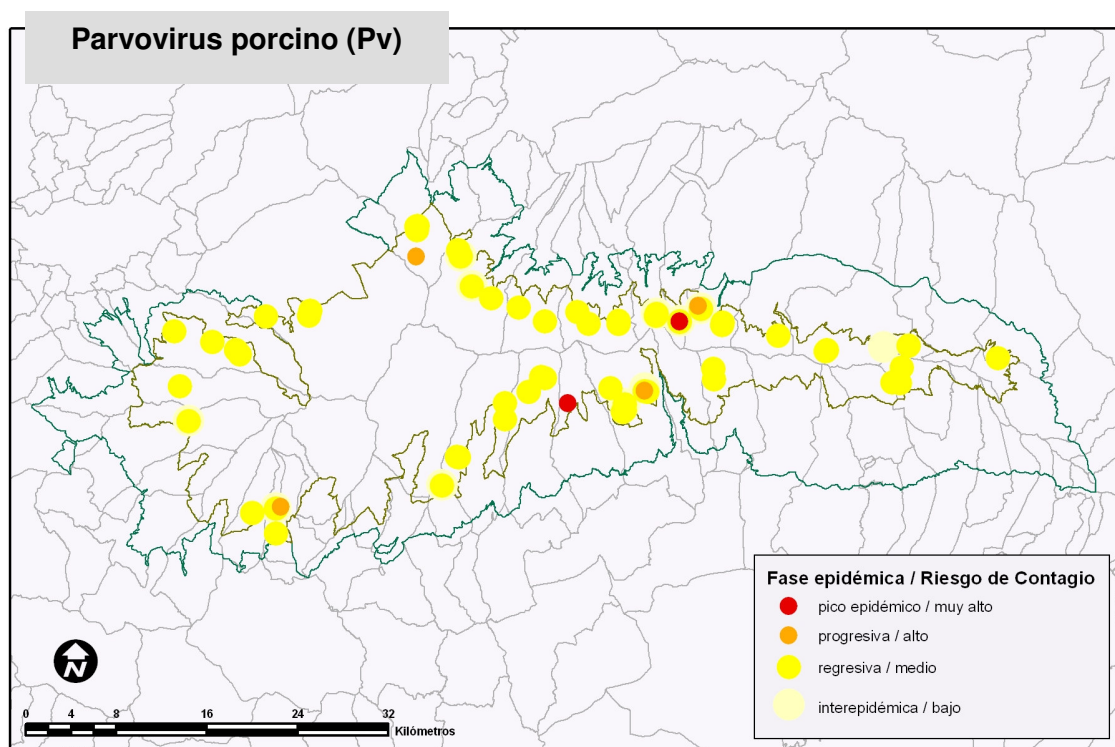 Parvovirus porcino (Pv)
Fase epidémica / Riesgo de Contagio
pico epidémico / muy alto
progresiva / alto
regresiva / medio
interepidémica / bajo
N
0 4 8 16 24 32
Kilómetros